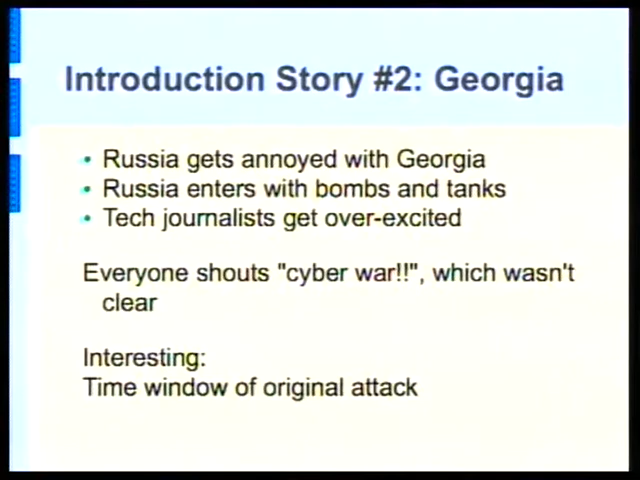 Introduction Story #2: Georgia
• Russia gets annoyed with Georgia
• Russia enters with bombs and tanks
• Tech journalists get over-excited
Everyone shouts "cyber war!!", which wasn't
clear
Interesting:
Time window of original attack